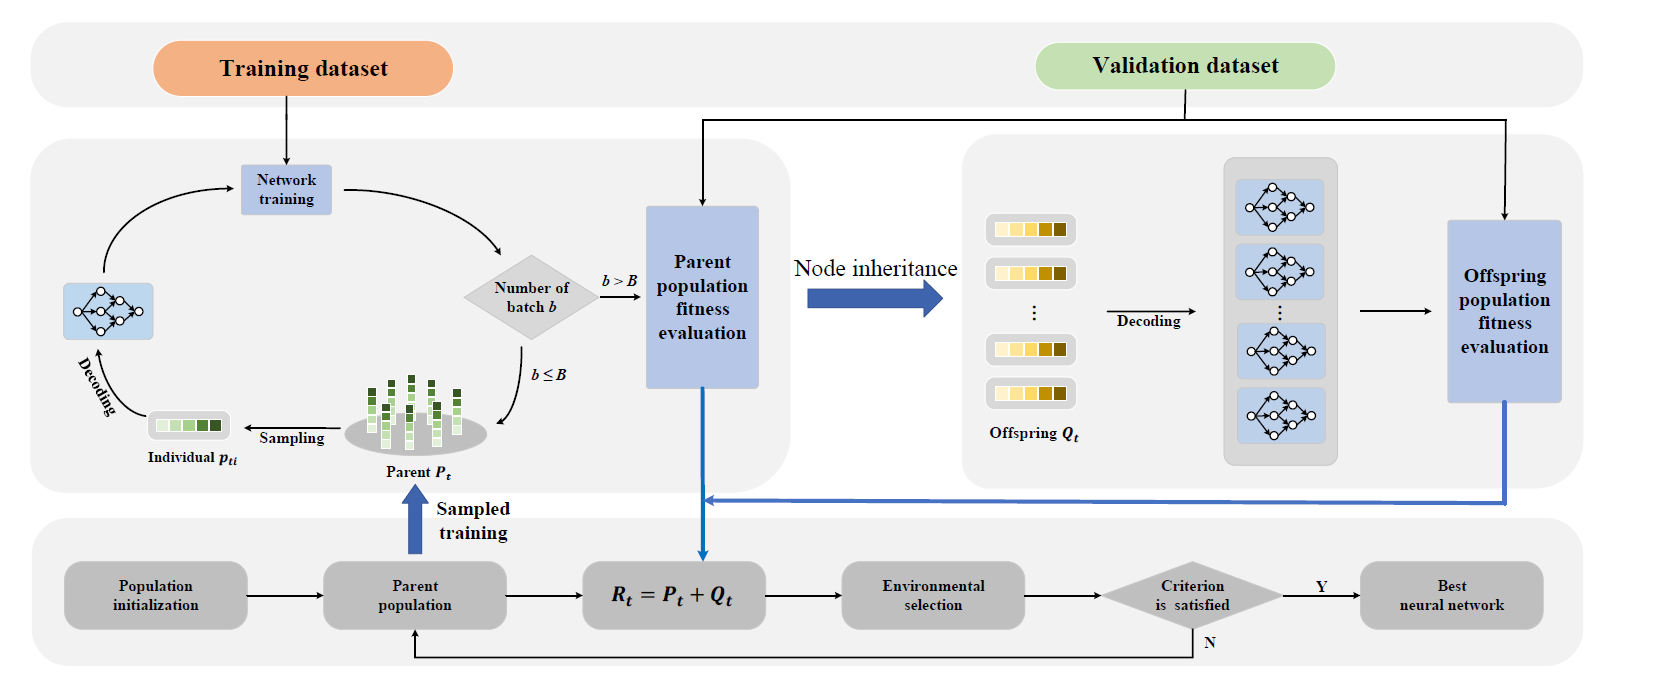 Training dataset
Validation dataset
Network
training
Number of
batch b
b > B
b ≤ B
Parent
population
fitness
evaluation
Node inheritance
Decoding
Offspring
population
fitness
evaluation
Decoding
Sampling
Individual pti
Parent Pt
Offspring Qt
Sampled
training
Population
initialization
Parent
population
Rt = Pt + Qt
Environmental
selection
Criterion
is satisfied
Y
N
Best
neural network